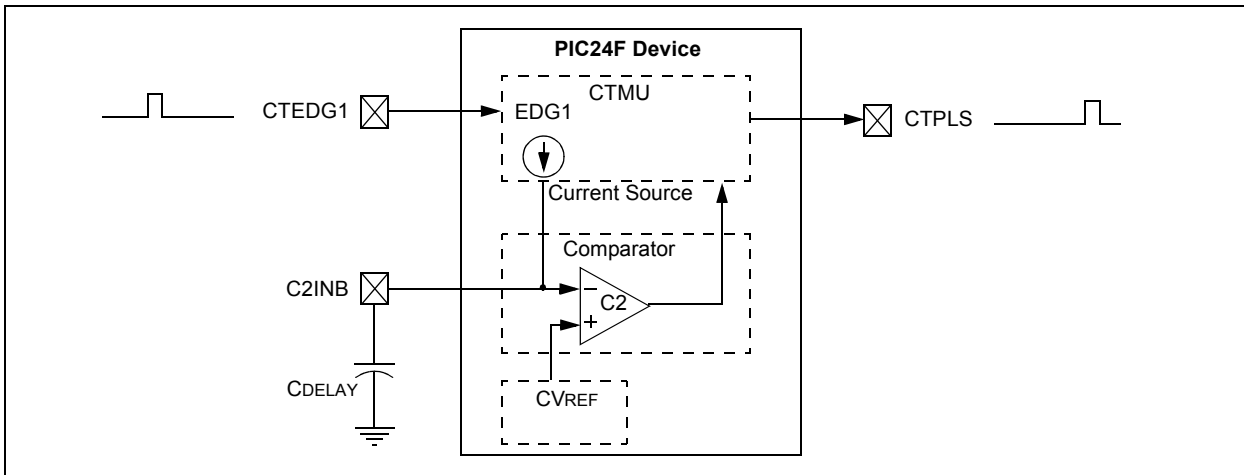 PIC24F Device
CTMU
CTEDG1
EDG1
CTPLS
Current Source
Comparator
C2INB
−
C2
+
CDELAY
CVREF